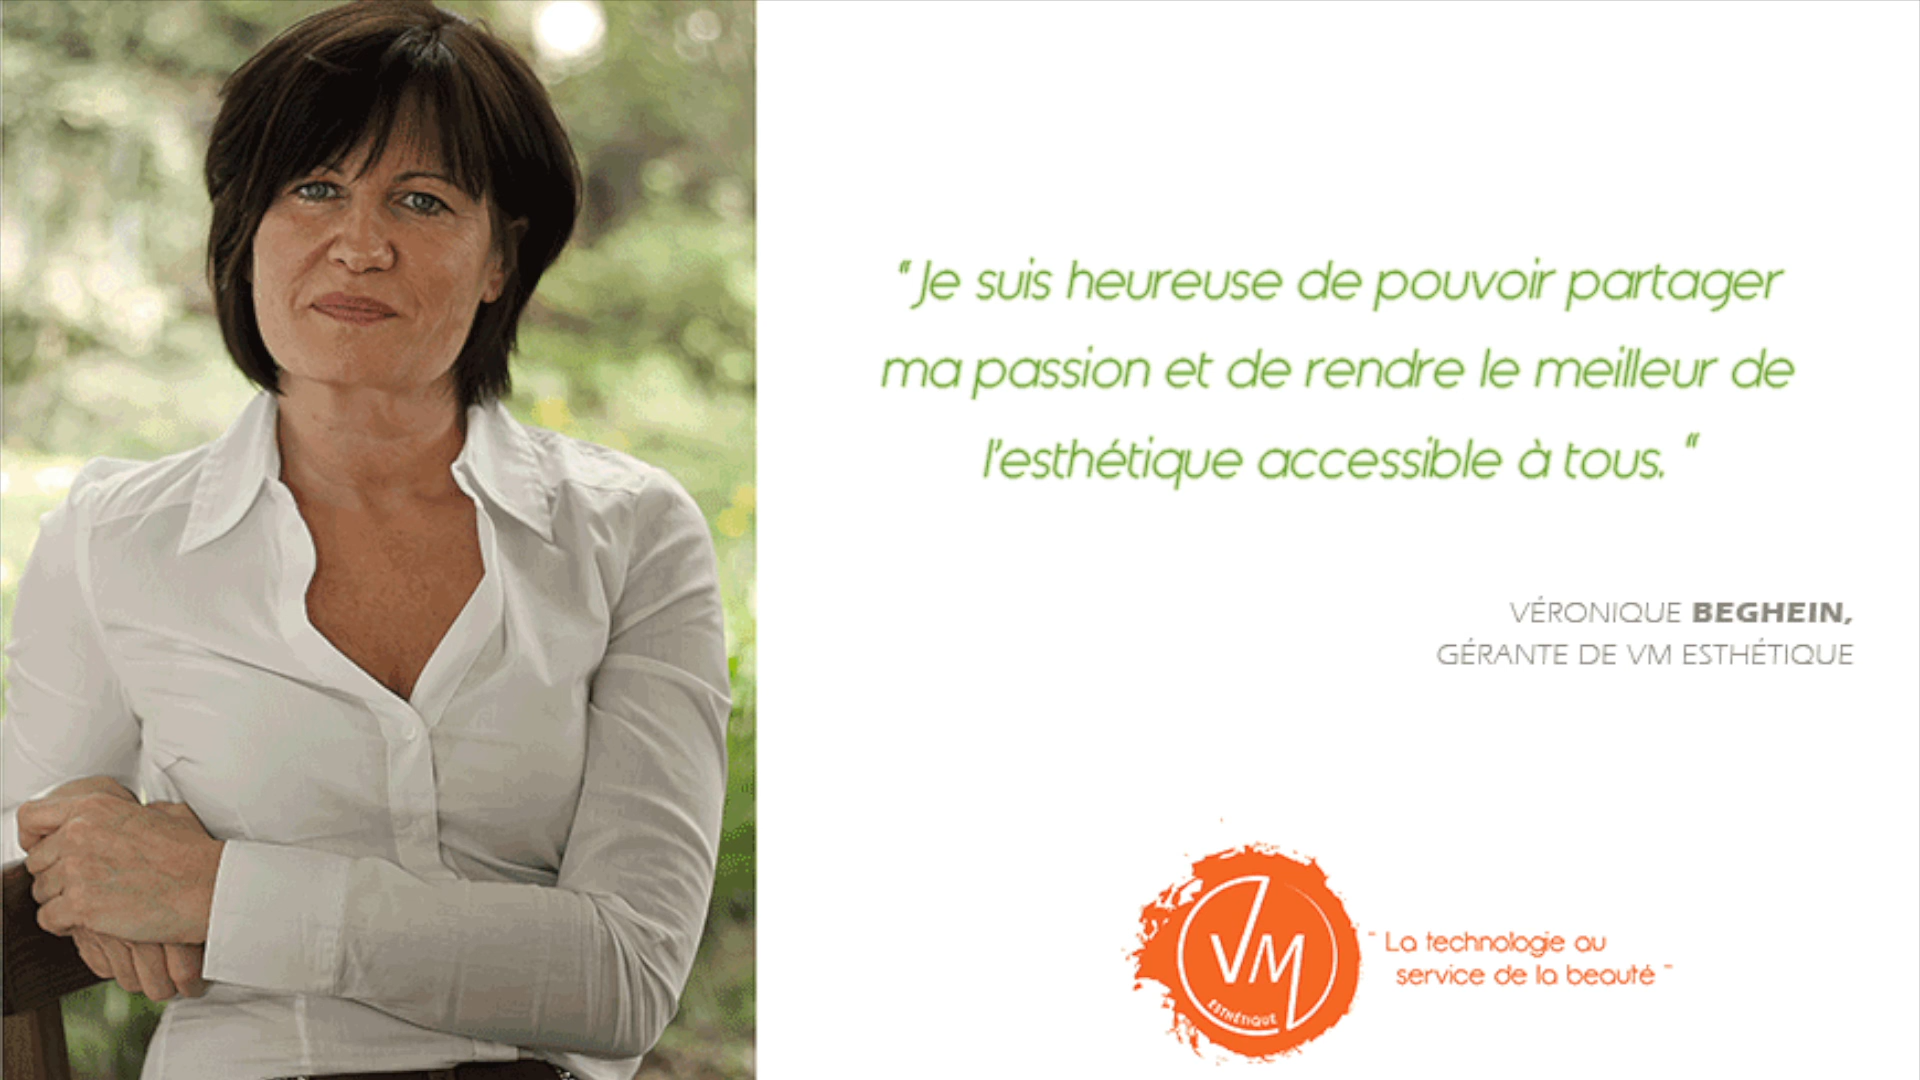 " Je suis heureuse de pouvoir partager
ma passion et de rendre le meilleur de
l'esthétique accessible à tous. "
VÉRONIQUE BEGHEIN,
GÉRANTE DE VM ESTHÉTIQUE
VM
ESTHÉTIQUE
" La technologie au
service de la beauté "